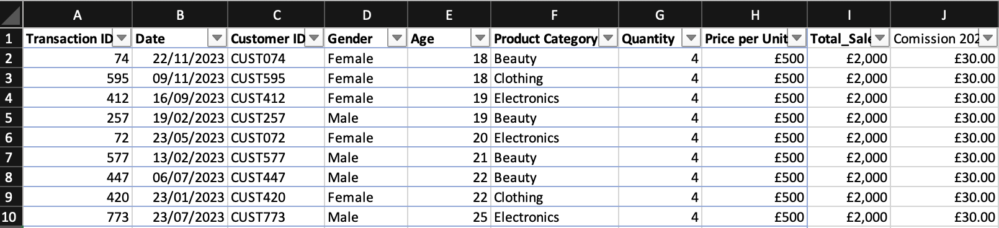 A B C D E F G H I J
1 Transaction ID Date Customer ID Gender Age Product Category Quantity Price per Unit Total_Sale Comission 202
2 74 22/11/2023 CUST074 Female 18 Beauty 4 £500 £2,000 £30.00
3 595 09/11/2023 CUST595 Female 18 Clothing 4 £500 £2,000 £30.00
4 412 16/09/2023 CUST412 Female 19 Electronics 4 £500 £2,000 £30.00
5 257 19/02/2023 CUST257 Male 19 Beauty 4 £500 £2,000 £30.00
6 72 23/05/2023 CUST072 Female 20 Electronics 4 £500 £2,000 £30.00
7 577 13/02/2023 CUST577 Male 21 Beauty 4 £500 £2,000 £30.00
8 447 06/07/2023 CUST447 Male 22 Beauty 4 £500 £2,000 £30.00
9 420 23/01/2023 CUST420 Female 22 Clothing 4 £500 £2,000 £30.00
10 773 23/07/2023 CUST773 Male 25 Electronics 4 £500 £2,000 £30.00